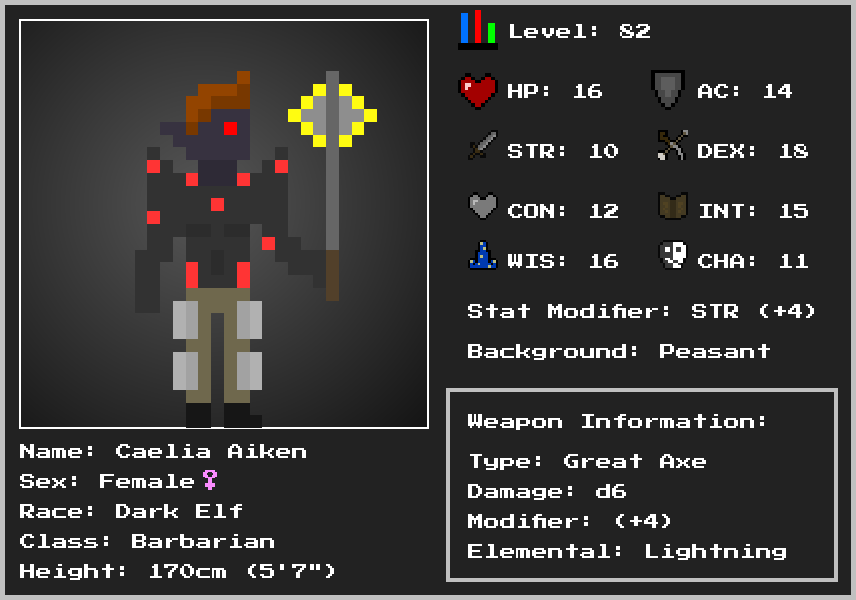 Level: 82
HP: 16
AC: 14
STR: 10
DEX: 18
CON: 12
INT: 15
WIS: 16
CHA: 11
Stat Modifier: STR (+4)
Background: Peasant
Weapon Information:
Type: Great Axe
Damage: d6
Modifier: (+4)
Elemental: Lightning
Name: Caelia Aiken
Sex: Female♀
Race: Dark Elf
Class: Barbarian
Height: 170cm (5'7")